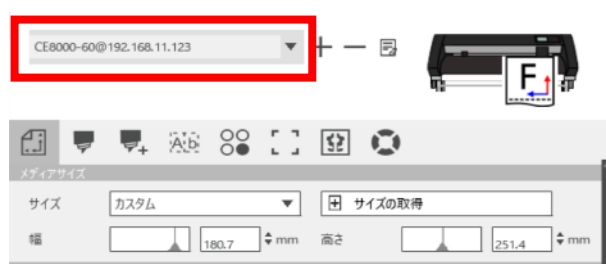 CE8000-60@192.168.11.123
F
A|b
メディアサイズ
サイズ カスタム サイズの取得
幅 180.7 mm 高さ 251.4 mm